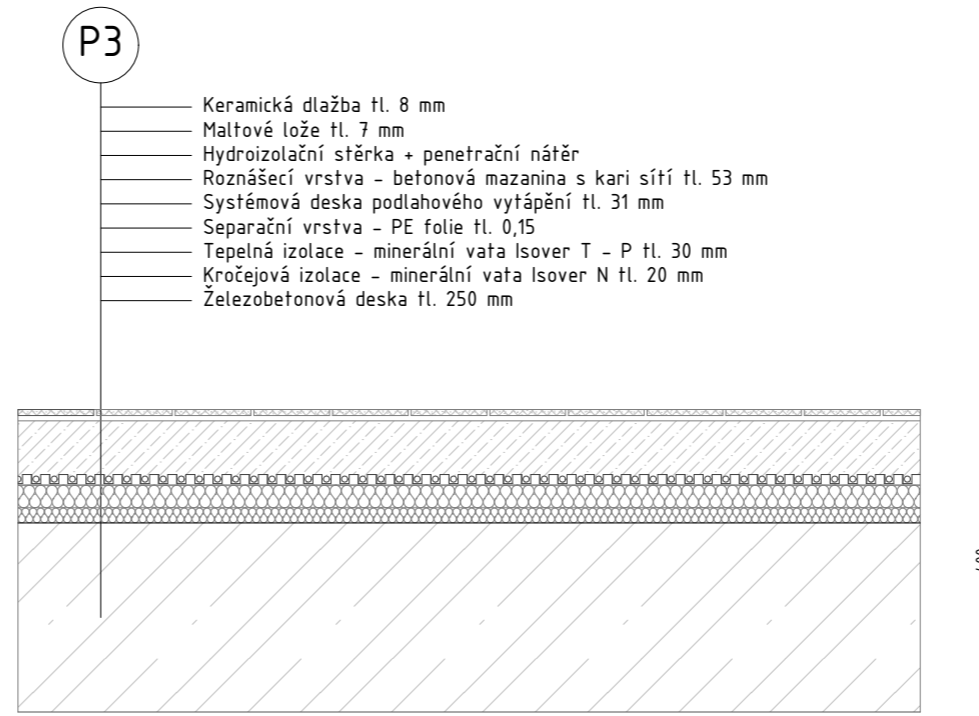 P3
Keramická dlažba tl. 8 mm
Maltové lože tl. 7 mm
Hydroizolační stěrka + penetrační nátěr
Roznášecí vrstva - betonová mazanina s kari sítí tl. 53 mm
Systémová deska podlahového vytápění tl. 31 mm
Separační vrstva - PE folie tl. 0,15
Tepelná izolace - minerální vata Isover T - P tl. 30 mm
Kročejová izolace - minerální vata Isover N tl. 20 mm
Železobetonová deska tl. 250 mm